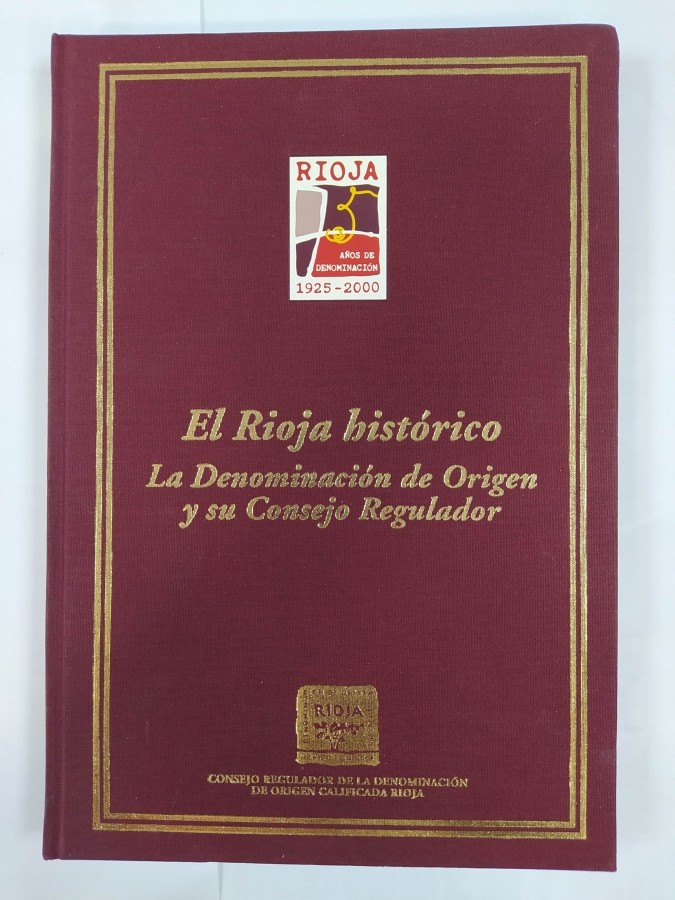 RIOJA
75
AÑOS DE
DENOMINACIÓN
1925-2000
El Rioja histórico
La Denominación de Origen
y su Consejo Regulador
RIOJA
CONSEJO REGULADOR DE LA DENOMINACIÓN
DE ORIGEN CALIFICADA RIOJA